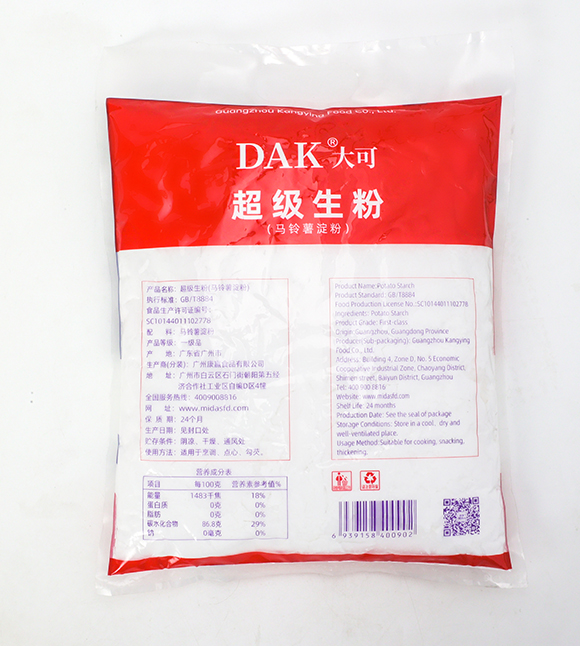 Guangzhou Kangying Food Co., Ltd.
DAK® 大可
超级生粉
(马铃薯淀粉)
产品名称: 超级生粉(马铃薯淀粉)
执行标准: GB/T8884
食品生产许可证编号:
SC10144011102778
配 料: 马铃薯淀粉
产品等级: 一级品
产 地: 广东省广州市
生产商(分装): 广州康赢食品有限公司
地址: 广州市白云区石门街朝阳第五经
济合作社工业区自编D区4幢
全国服务热线: 4009008816
网 址: www.midasfd.com
保 质 期: 24个月
生产日期: 见封口处
贮存条件: 阴凉、干燥、通风处
使用方法: 适用于烹调、点心、勾芡、
Product Name: Potato Starch
Product Standard: GB/T8884
Food Production License No.:SC10144011102778
Ingredients: Potato Starch
Product Grade: First-class
Origin: Guangzhou, Guangdong Province
Product(Sub-packaging): Guangzhou Kangying
Food Co., Ltd.
Address: Building 4, Zone D, No. 5 Economic
Cooperative Industrial Zone, Chaoyang District,
Shimen street, Baiyun District, Guangzhou
Tel: 400 900 8816
Website: www.midasfd.com
Shelf Life: 24 months
Production Date: See the seal of package
Storage Conditions: Store in a cool, dry and
well-ventilated place.
Usage Method:Suitable for cooking, snacking,
thickening.
营养成分表
项目 每100克 营养素参考值%
能量 1483千焦 18%
蛋白质 0克 0%
脂肪 0克 0%
碳水化合物 86.8克 29%
钠 0毫克 0%
6 939158 400902